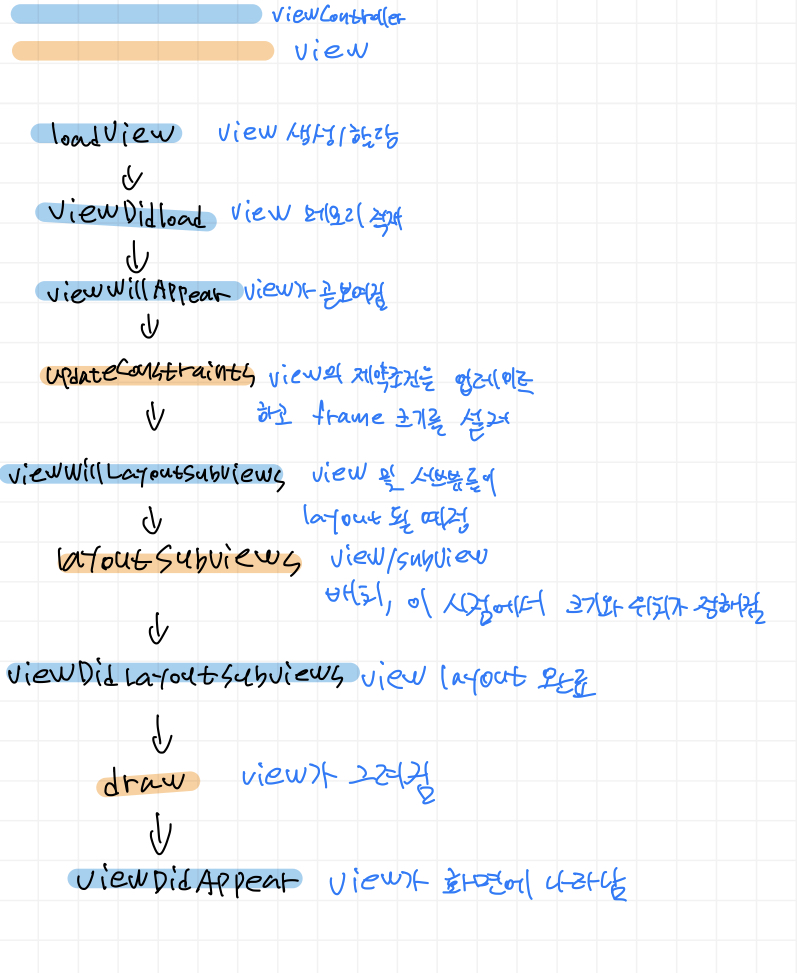 viewController
view
loadView view 생성/할당
viewDidload view 메모리 적재
viewWillAppear view가 곧보여짐
updateConstraints view의 제약조건을 업데이트
하고 frame 크기를 설정
viewWillLayoutSubviews view 및 서브뷰들이
layout 될 예정
layoutSubviews view/subview
배치, 이 시점에서 크기와 위치가 정해짐
viewDidLayoutSubviews view layout 완료
draw view가 그려짐
viewDidAppear view가 화면에 나타남